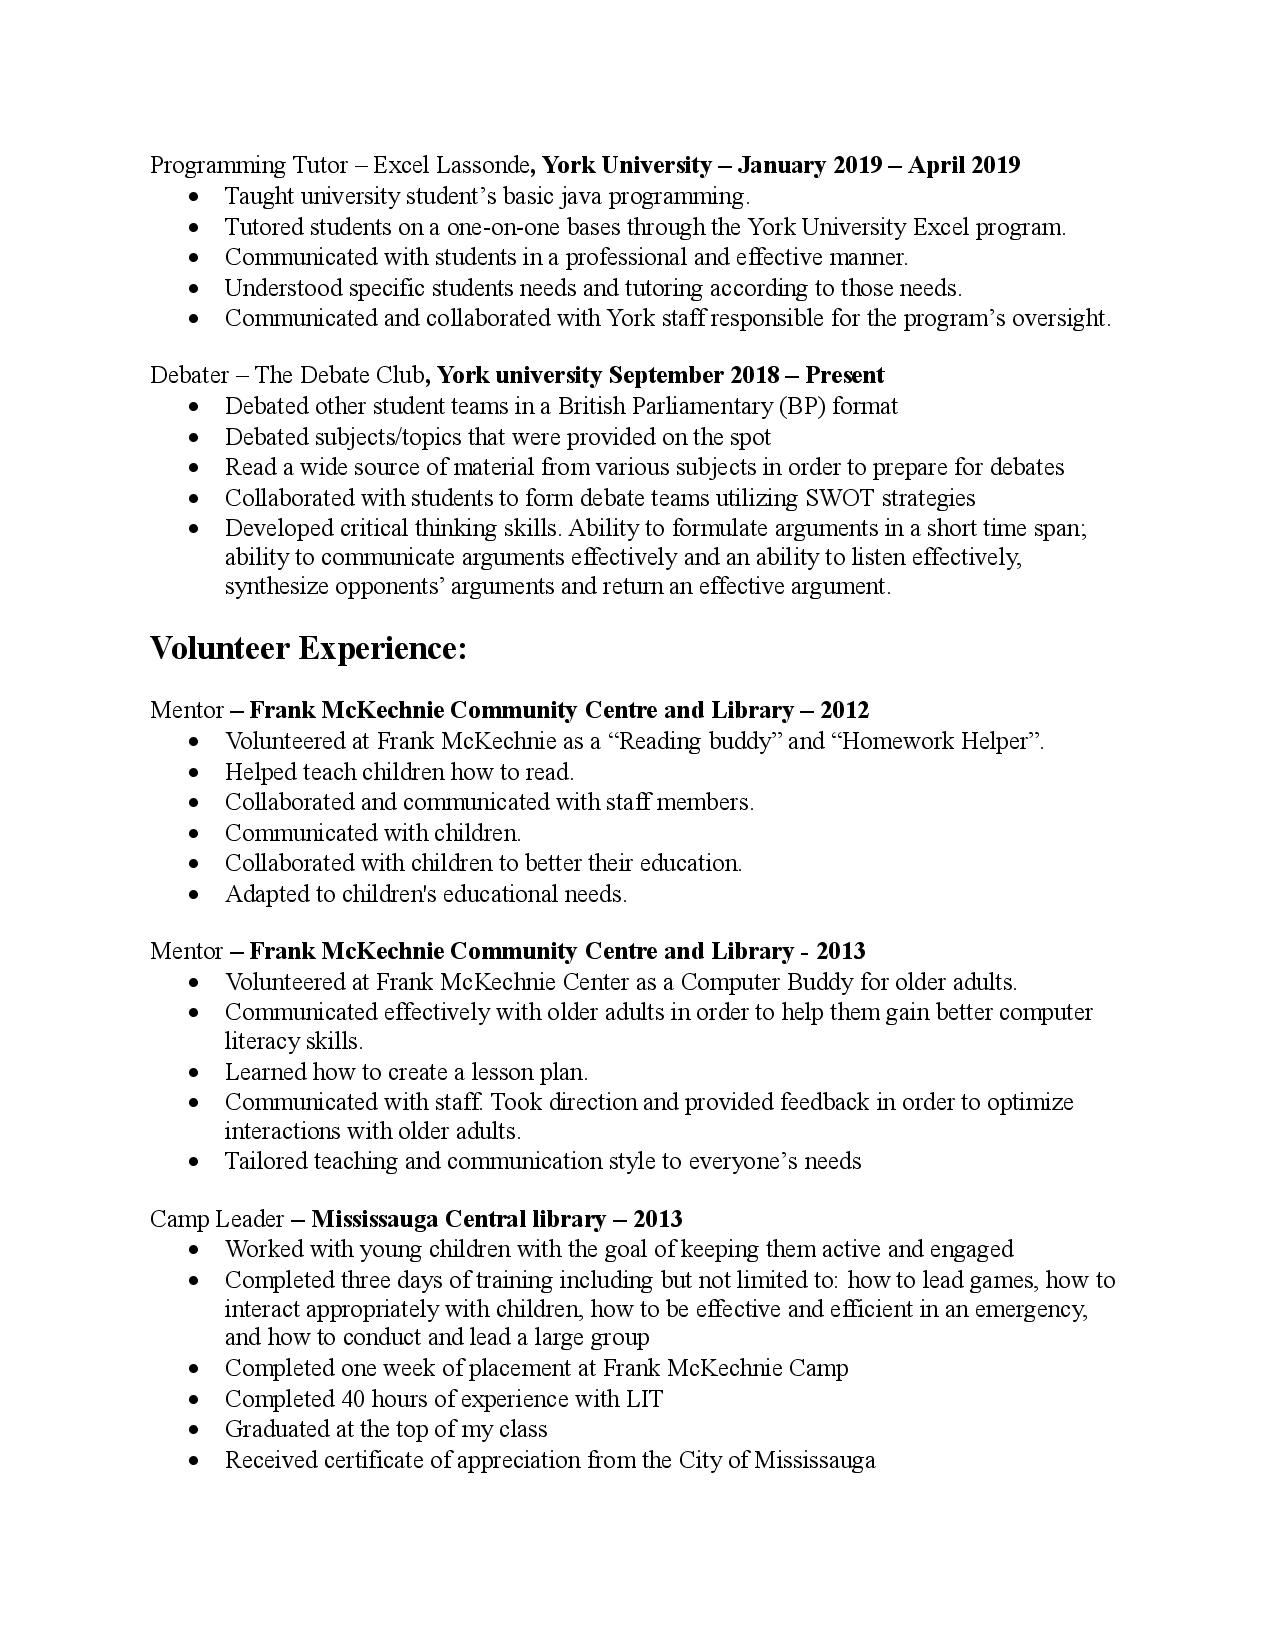 Programming Tutor – Excel Lassonde, York University – January 2019 – April 2019
• Taught university student’s basic java programming.
• Tutored students on a one-on-one bases through the York University Excel program.
• Communicated with students in a professional and effective manner.
• Understood specific students needs and tutoring according to those needs.
• Communicated and collaborated with York staff responsible for the program’s oversight.
Debater – The Debate Club, York university September 2018 – Present
• Debated other student teams in a British Parliamentary (BP) format
• Debated subjects/topics that were provided on the spot
• Read a wide source of material from various subjects in order to prepare for debates
• Collaborated with students to form debate teams utilizing SWOT strategies
• Developed critical thinking skills. Ability to formulate arguments in a short time span;
ability to communicate arguments effectively and an ability to listen effectively,
synthesize opponents’ arguments and return an effective argument.
Volunteer Experience:
Mentor – Frank McKechnie Community Centre and Library – 2012
• Volunteered at Frank McKechnie as a “Reading buddy” and “Homework Helper”.
• Helped teach children how to read.
• Collaborated and communicated with staff members.
• Communicated with children.
• Collaborated with children to better their education.
• Adapted to children's educational needs.
Mentor – Frank McKechnie Community Centre and Library - 2013
• Volunteered at Frank McKechnie Center as a Computer Buddy for older adults.
• Communicated effectively with older adults in order to help them gain better computer
literacy skills.
• Learned how to create a lesson plan.
• Communicated with staff. Took direction and provided feedback in order to optimize
interactions with older adults.
• Tailored teaching and communication style to everyone’s needs
Camp Leader – Mississauga Central library – 2013
• Worked with young children with the goal of keeping them active and engaged
• Completed three days of training including but not limited to: how to lead games, how to
interact appropriately with children, how to be effective and efficient in an emergency,
and how to conduct and lead a large group
• Completed one week of placement at Frank McKechnie Camp
• Completed 40 hours of experience with LIT
• Graduated at the top of my class
• Received certificate of appreciation from the City of Mississauga